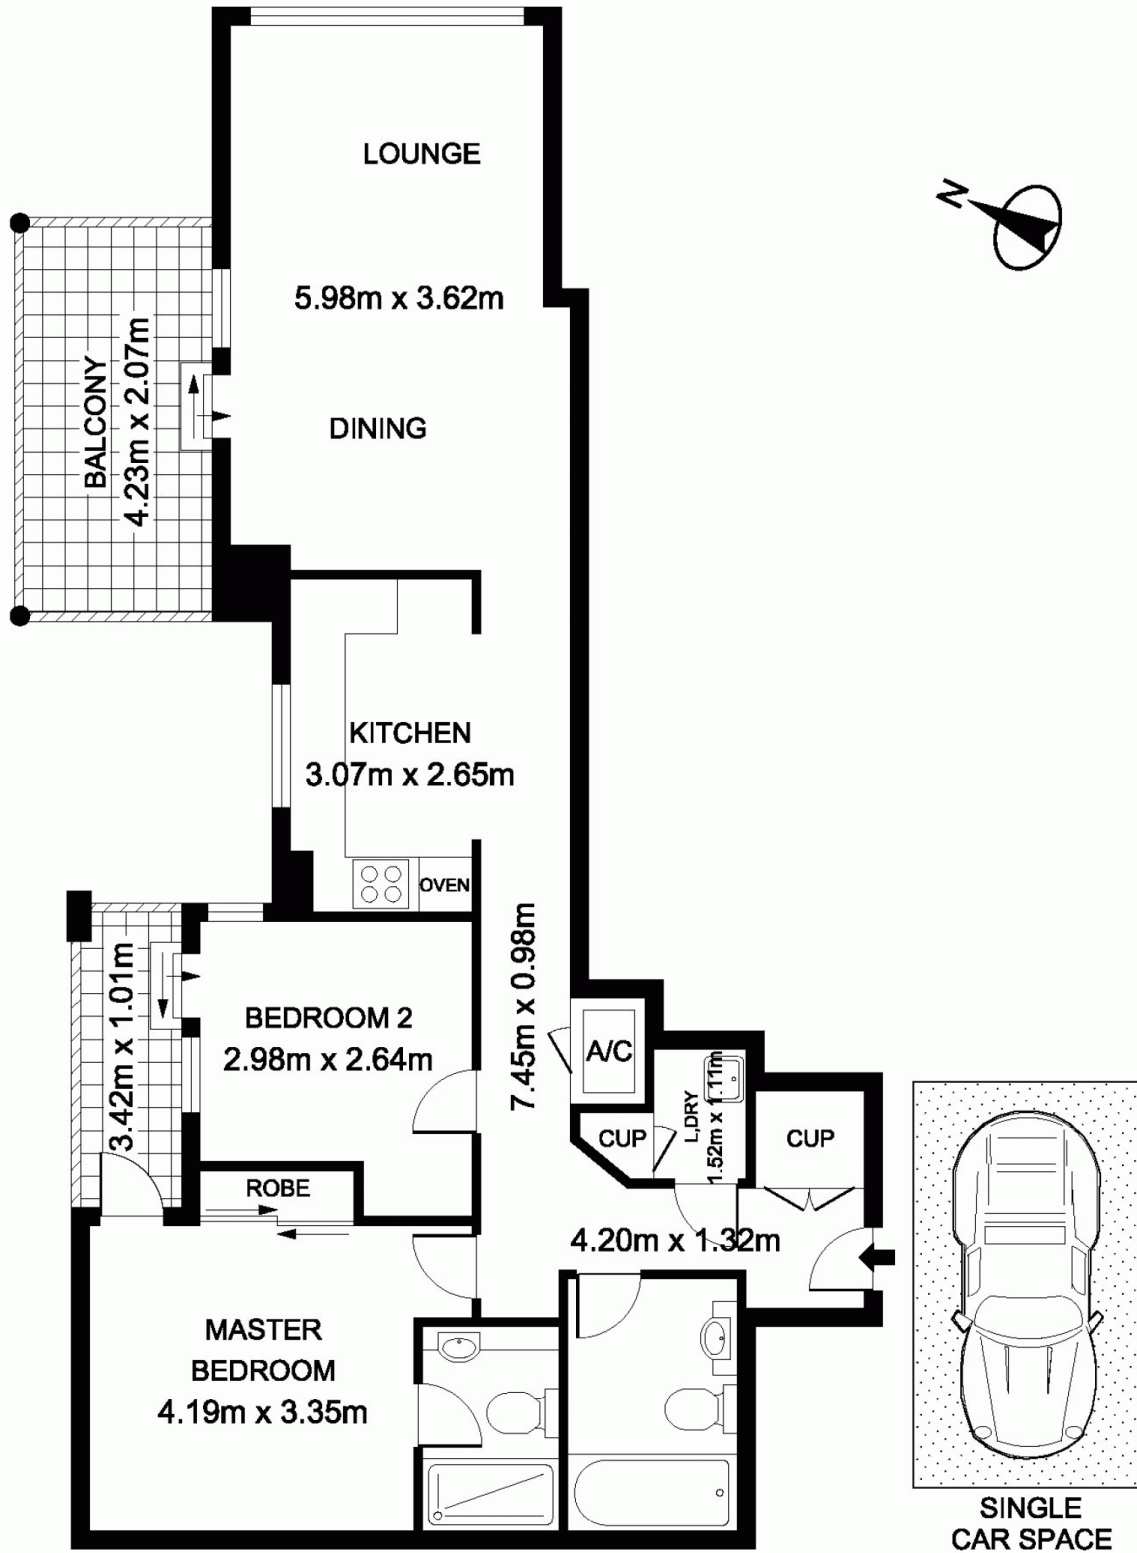 LOUNGE
N
5.98m x 3.62m
BALCONY
4.23m x 2.07m
DINING
KITCHEN
3.07m x 2.65m
OVEN
3.42m x 1.01m
BEDROOM 2
2.98m x 2.64m
7.45m x 0.98m
A/C
CUP
L,DRY
1.52m x 1.11m
CUP
ROBE
4.20m x 1.32m
MASTER
BEDROOM
4.19m x 3.35m
SINGLE
CAR SPACE